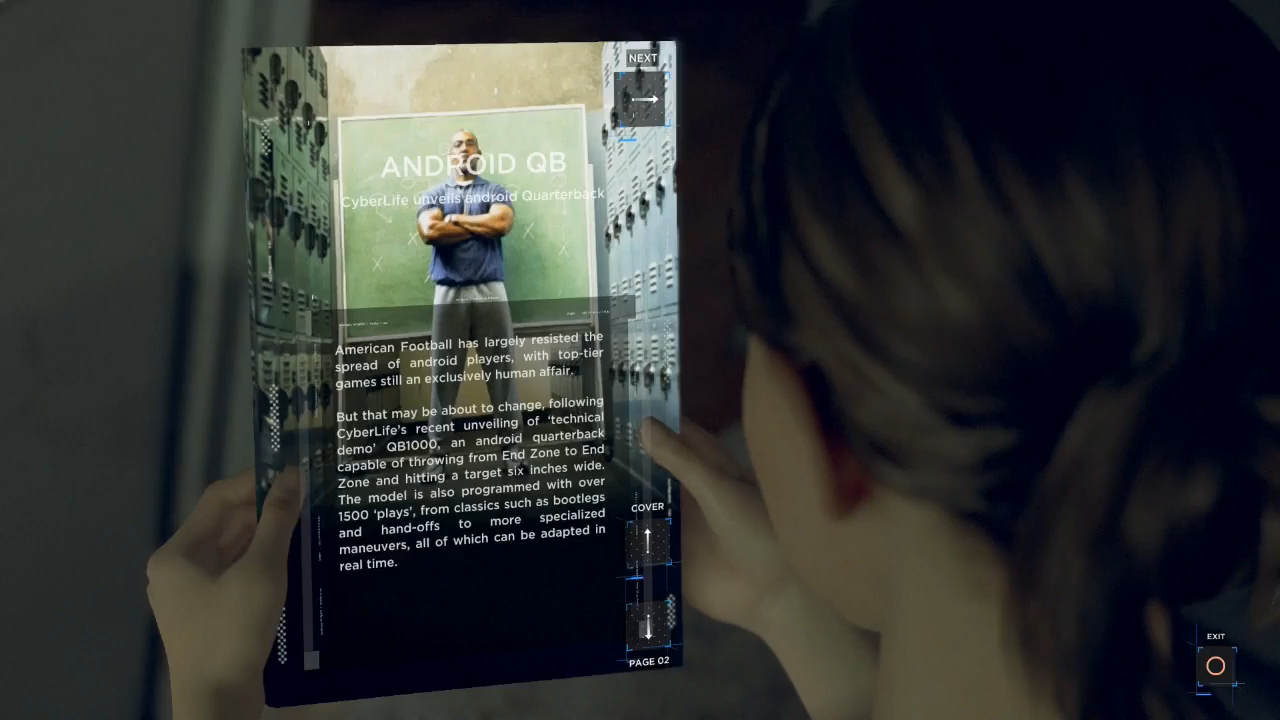 NEXT
ANDROID QB
CyberLife unveils android Quarterback
American Football has largely resisted the
spread of android players, with top-tier
games still an exclusively human affair.
But that may be about to change, following
CyberLife's recent unveiling of 'technical
demo' QB1000, an android quarterback
capable of throwing from End Zone to End
Zone and hitting a target six inches wide.
The model is also programmed with over
1500 'plays', from classics such as bootlegs
and hand-offs to more specialized
maneuvers, all of which can be adapted in
real time.
COVER
PAGE 02
EXIT